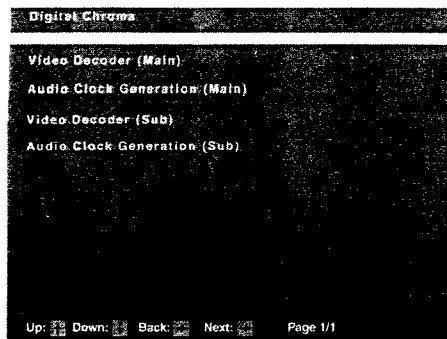 Digital Chroma
Video Decoder (Main)
Audio Clock Generation (Main)
Video Decoder (Sub)
Audio Clock Generation (Sub)
Up: Down: Back: Next: Page 1/1